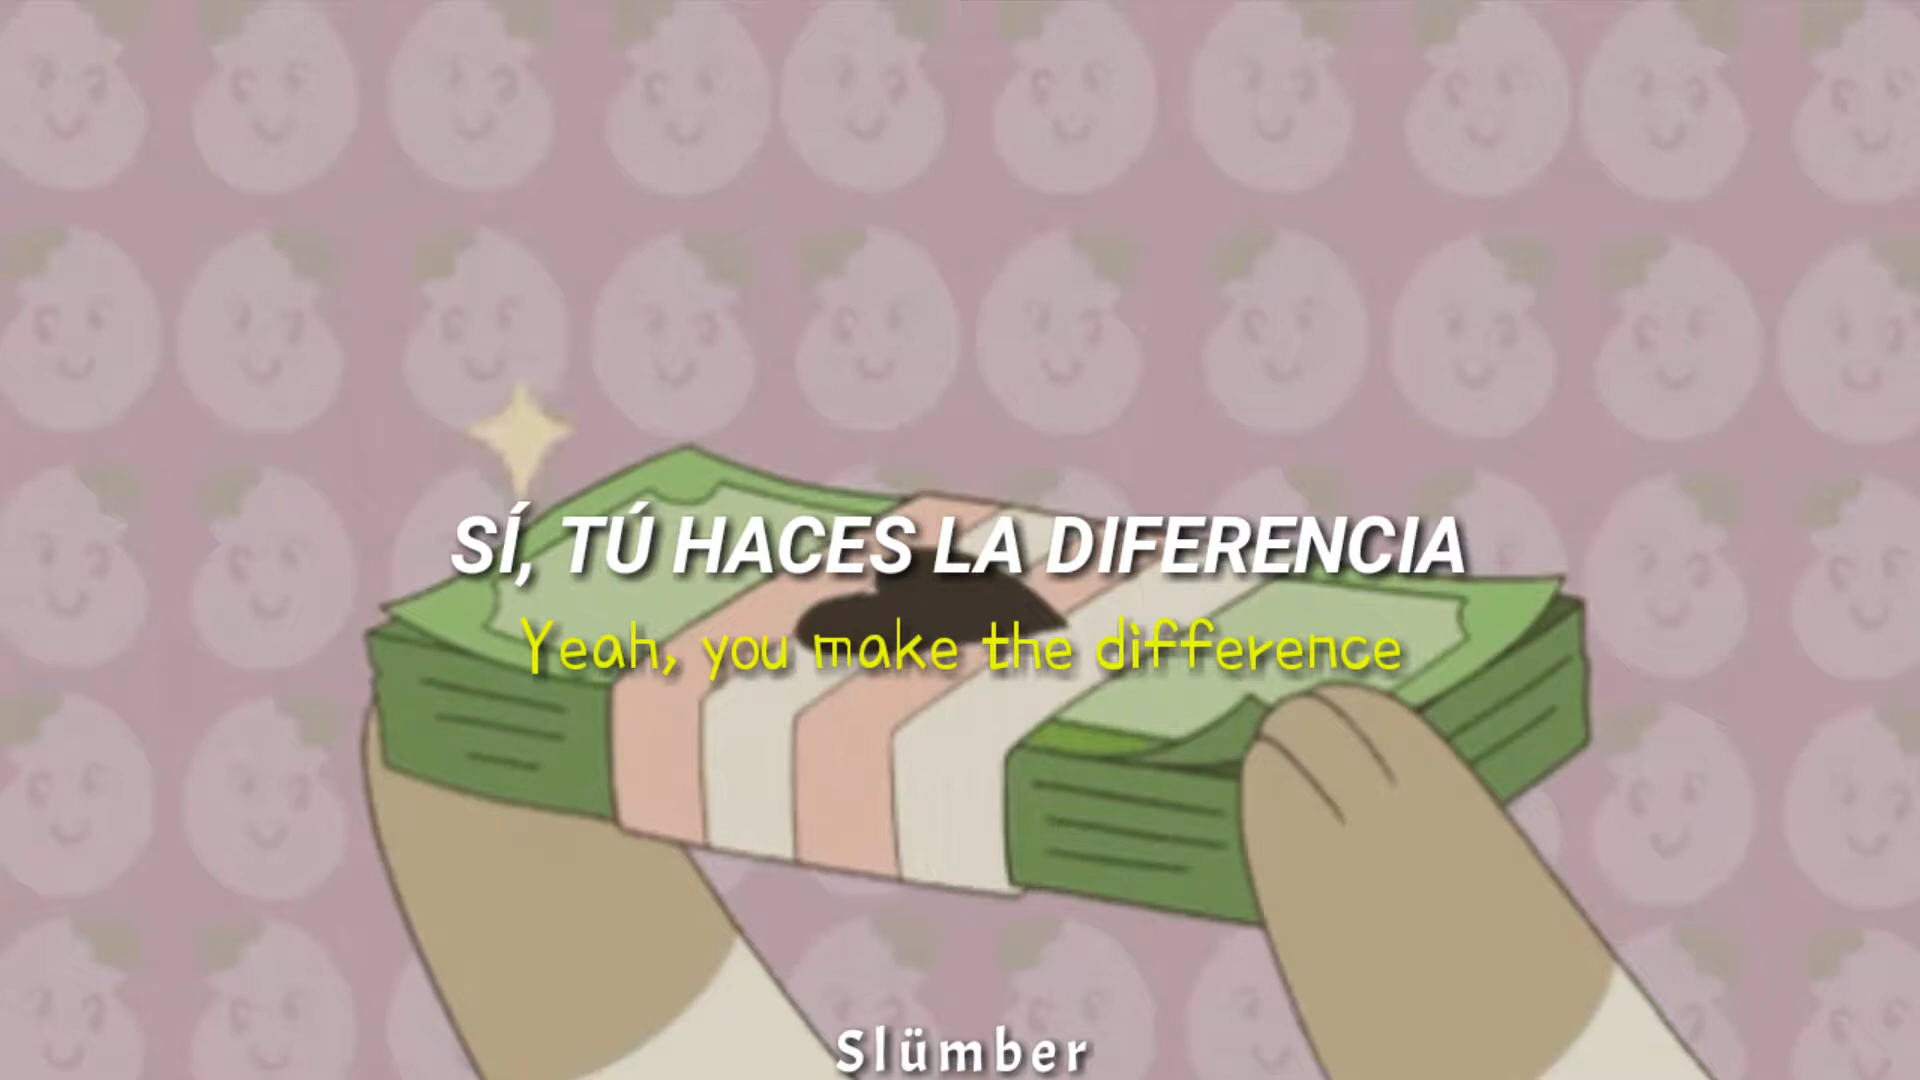 SÍ, TÚ HACES LA DIFERENCIA
Yeah, you make the difference
Slümber